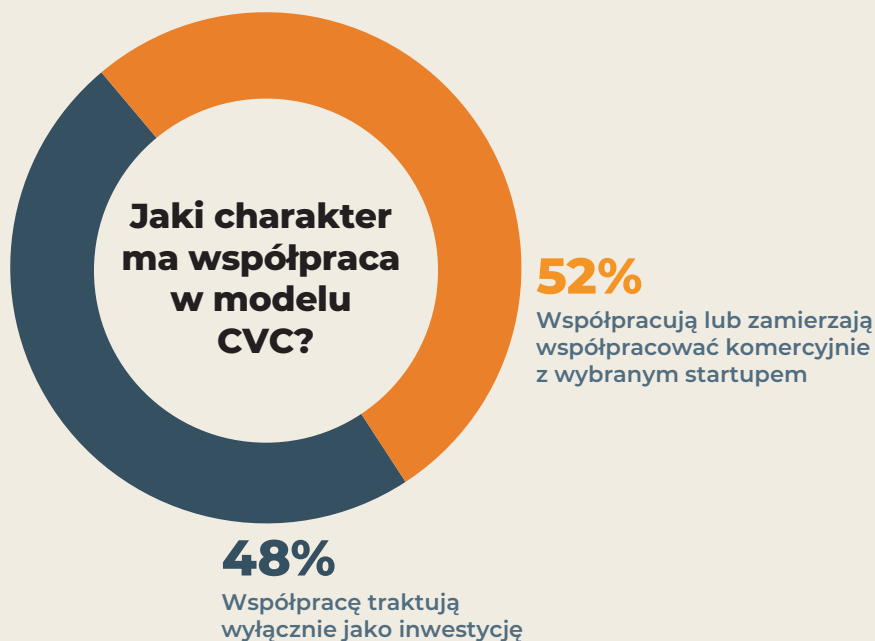 Jaki charakter
ma współpraca
w modelu
CVC?
52%
Współpracują lub zamierzają
współpracować komercyjnie
z wybranym startupem
48%
Współpracę traktują
wyłącznie jako inwestycję